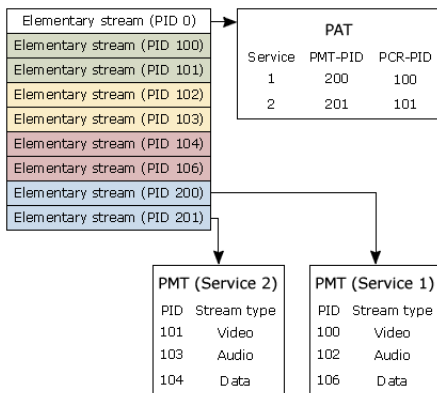 Elementary stream (PID 0)
Elementary stream (PID 100)
Elementary stream (PID 101)
Elementary stream (PID 102)
Elementary stream (PID 103)
Elementary stream (PID 104)
Elementary stream (PID 106)
Elementary stream (PID 200)
Elementary stream (PID 201)
PAT
Service PMT-PID PCR-PID
1 200 100
2 201 101
PMT (Service 2)
PID Stream type
101 Video
103 Audio
104 Data
PMT (Service 1)
PID Stream type
100 Video
102 Audio
106 Data